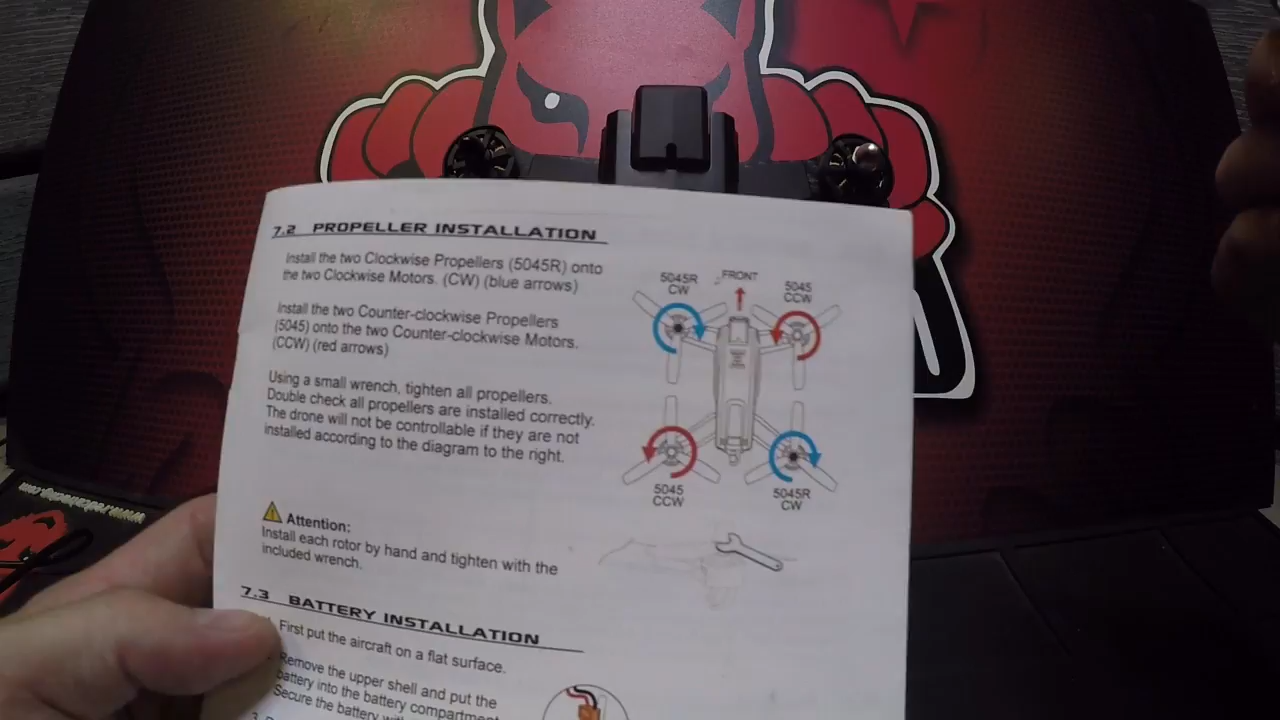 7.2 PROPELLER INSTALLATION
Install the two Clockwise Propellers (5045R) onto
the two Clockwise Motors. (CW) (blue arrows)
Install the two Counter-clockwise Propellers
(5045) onto the two Counter-clockwise Motors.
(CCW) (red arrows)
Using a small wrench, tighten all propellers.
Double check all propellers are installed correctly.
The drone will not be controllable if they are not
installed according to the diagram to the right.
5045R
CW
FRONT
5045
CCW
5045
CCW
5045R
CW
Attention:
Install each rotor by hand and tighten with the
included wrench.
7.3 BATTERY INSTALLATION
First put the aircraft on a flat surface.
Remove the upper shell and put the
battery into the battery compartment
Secure the battery
3.